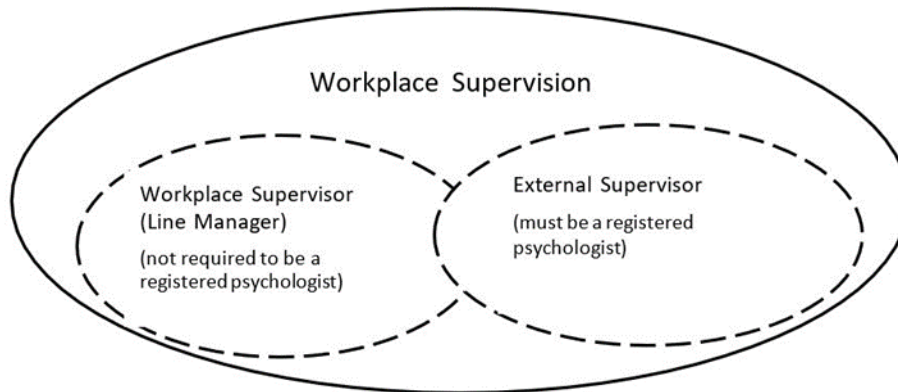 Workplace Supervision
Workplace Supervisor
(Line Manager)
(not required to be a
registered psychologist)
External Supervisor
(must be a registered
psychologist)